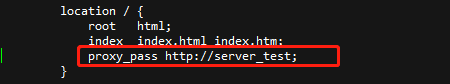 location / {
root   html;
index  index.html index.htm;
proxy_pass http://server_test;
}